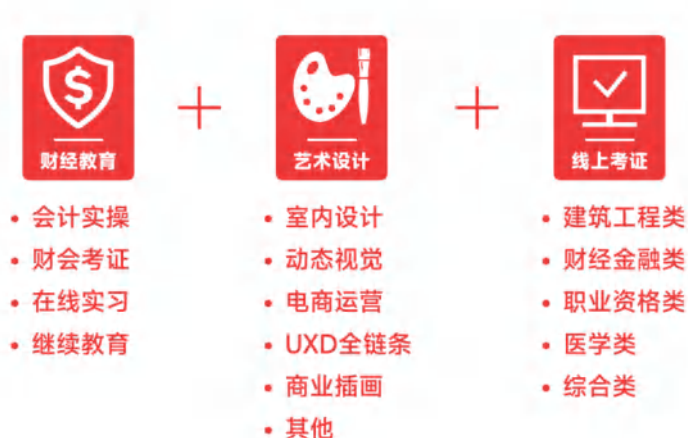 财经教育
会计实操
财会考证
在线实习
继续教育
艺术设计
室内设计
动态视觉
电商运营
UXD全链条
商业插画
其他
线上考证
建筑工程类
财经金融类
职业资格类
医学类
综合类